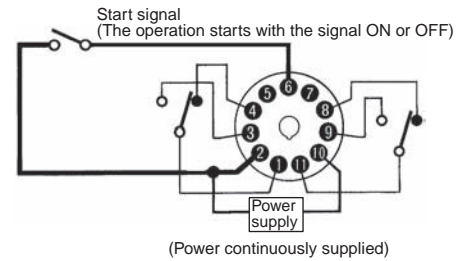 Start signal
(The operation starts with the signal ON or OFF)
5 6 7
4 8
3 9
2 10
1 11
Power
supply
(Power continuously supplied)